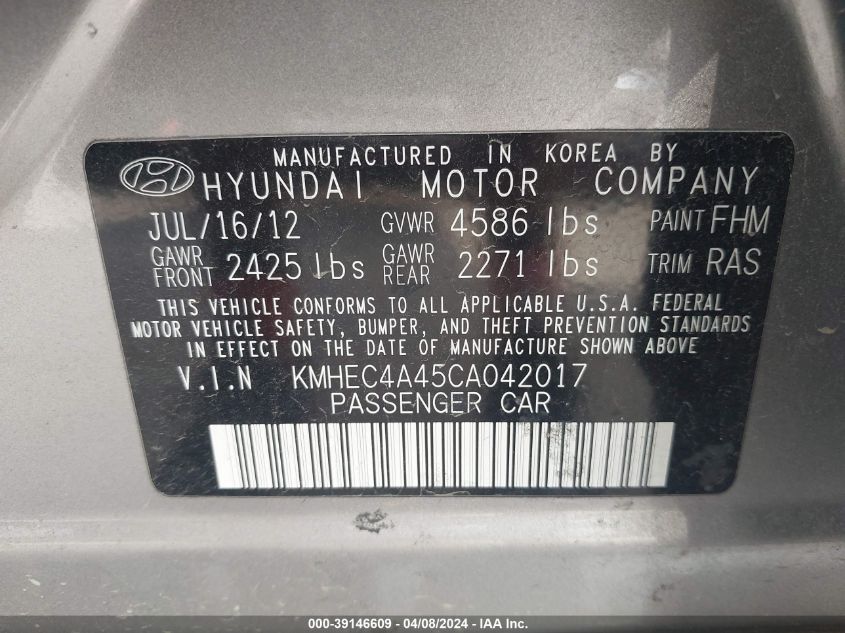 MANUFACTURED IN KOREA BY
HYUNDAI MOTOR COMPANY
JUL/16/12 GVWR 4586 lbs PAINT FHM
GAWR FRONT 2425 lbs GAWR REAR 2271 lbs TRIM RAS
THIS VEHICLE CONFORMS TO ALL APPLICABLE U.S.A. FEDERAL
MOTOR VEHICLE SAFETY, BUMPER, AND THEFT PREVENTION STANDARDS
IN EFFECT ON THE DATE OF MANUFACTURE SHOWN ABOVE
V.I.N KMHEC4A45CA042017
PASSENGER CAR
000-39146609 - 04/08/2024 - IAA Inc.